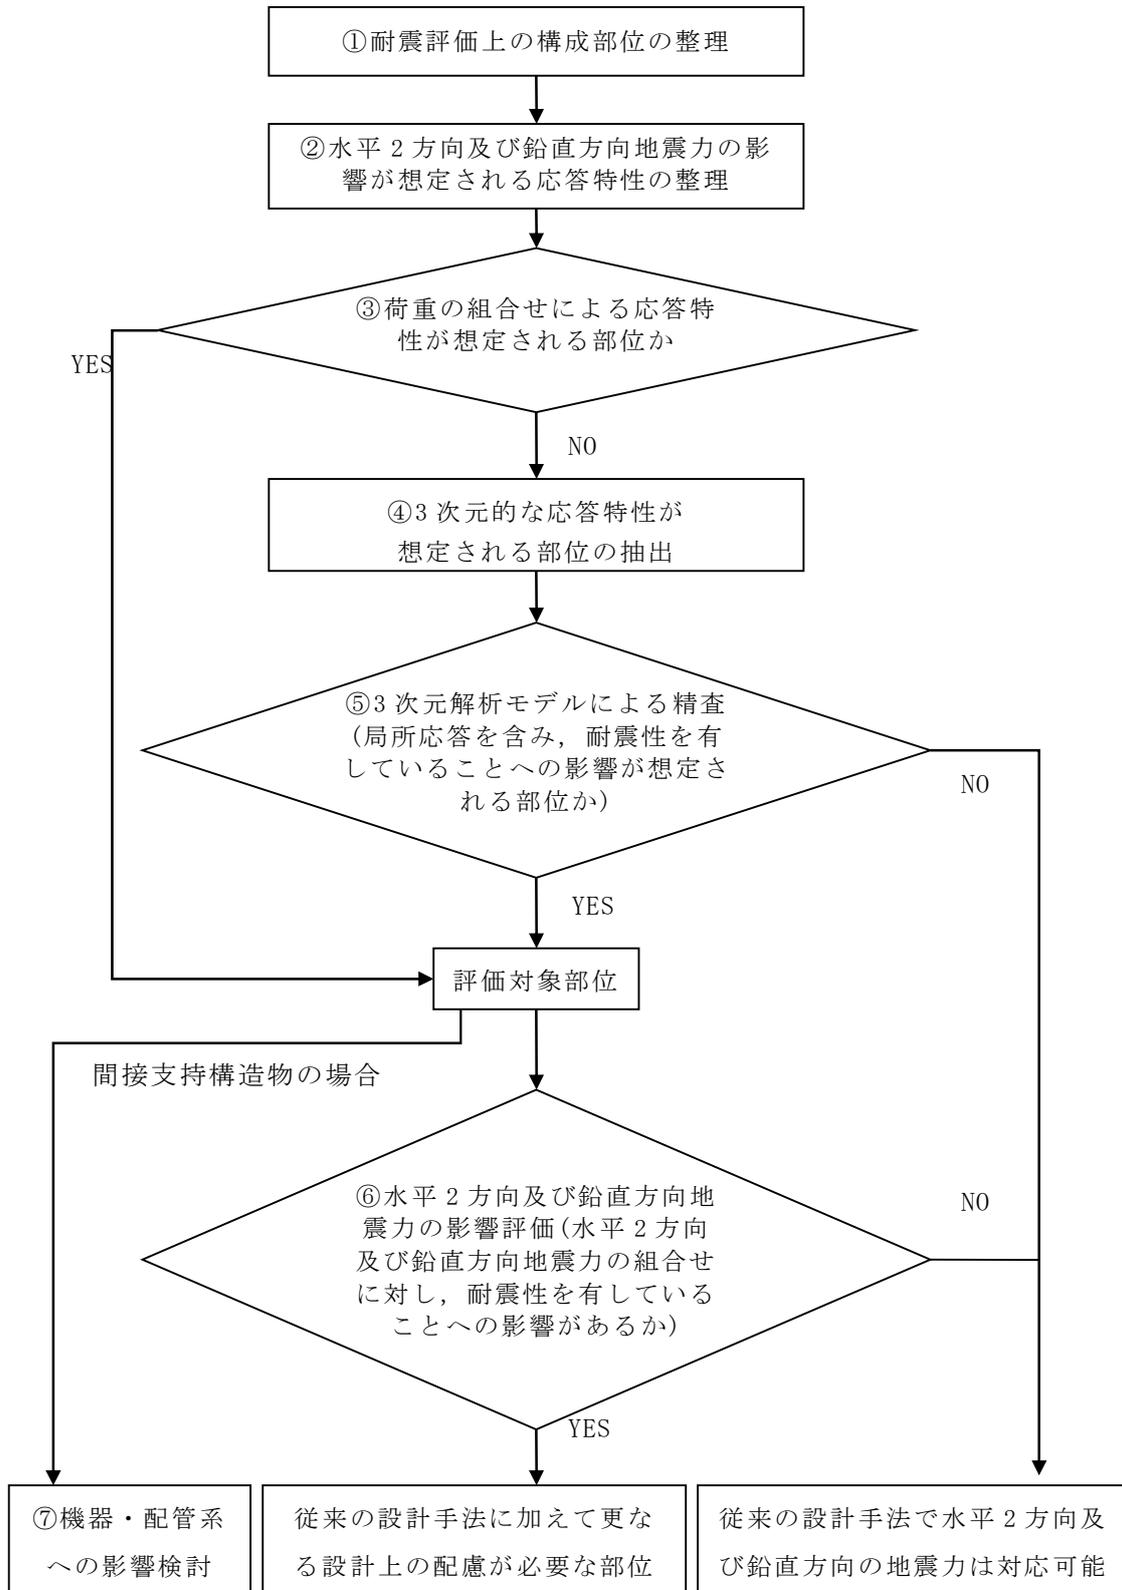 ①耐震評価上の構成部位の整理
②水平２方向及び鉛直方向地震力の影
響が想定される応答特性の整理
③荷重の組合せによる応答特
性が想定される部位か
YES
NO
④3次元的な応答特性が
想定される部位の抽出
⑤3次元解析モデルによる精査
(局所応答を含み，耐震性を有
していることへの影響が想定さ
れる部位か)
NO
YES
評価対象部位
間接支持構造物の場合
⑥水平２方向及び鉛直方向地
震力の影響評価(水平２方向
及び鉛直方向地震力の組合せ
に対し，耐震性を有している
ことへの影響があるか)
NO
YES
⑦機器・配管系
への影響検討
従来の設計手法に加えて更な
る設計上の配慮が必要な部位
従来の設計手法で水平２方向及
び鉛直方向の地震力は対応可能